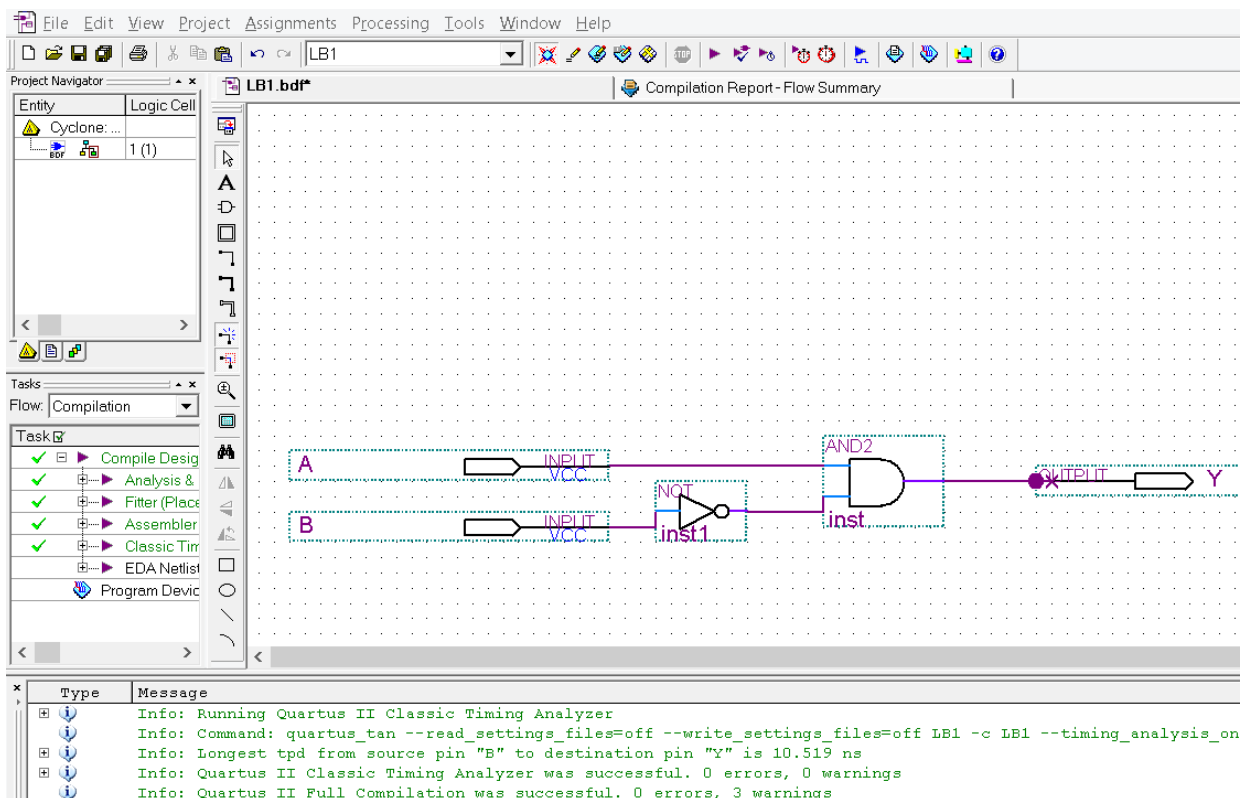 File Edit View Project Assignments Processing Tools Window Help
LB1
STOP
Project Navigator
LB1.bdf*
Compilation Report - Flow Summary
Entity
Logic Cell
Cyclone: ...
BDF
1 (1)
A
Tasks
Flow: Compilation
Task
Compile Desig
Analysis &
Fitter (Place
Assembler
Classic Tim
EDA Netlist
Program Devic
A
INPUT
VCC
B
INPUT
VCC
NOT
inst1
AND2
inst
OUTPUT
Y
Type
Message
Info: Running Quartus II Classic Timing Analyzer
Info: Command: quartus_tan --read_settings_files=off --write_settings_files=off LB1 -c LB1 --timing_analysis_on
Info: Longest tpd from source pin "B" to destination pin "Y" is 10.519 ns
Info: Quartus II Classic Timing Analyzer was successful. 0 errors, 0 warnings
Info: Quartus II Full Compilation was successful. 0 errors, 3 warnings